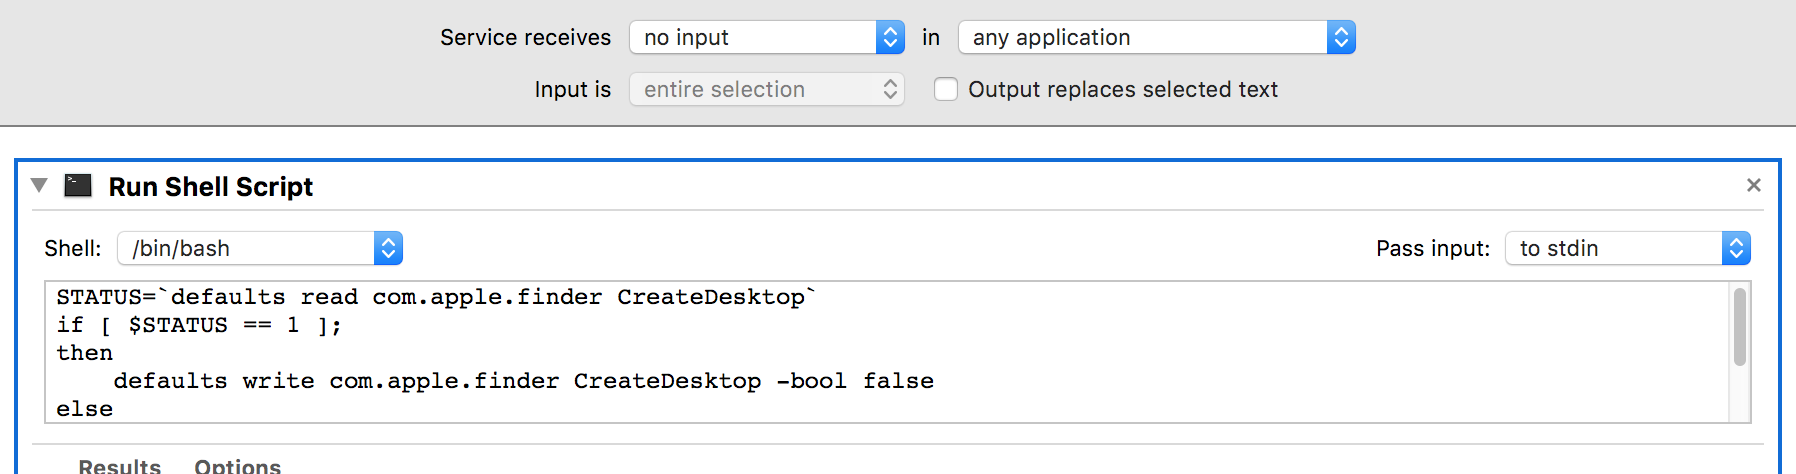 Service receives no input in any application
Input is entire selection Output replaces selected text
>_ Run Shell Script ×
Shell: /bin/bash Pass input: to stdin
STATUS=`defaults read com.apple.finder CreateDesktop`
if [ $STATUS == 1 ];
then
    defaults write com.apple.finder CreateDesktop -bool false
else
Results Options